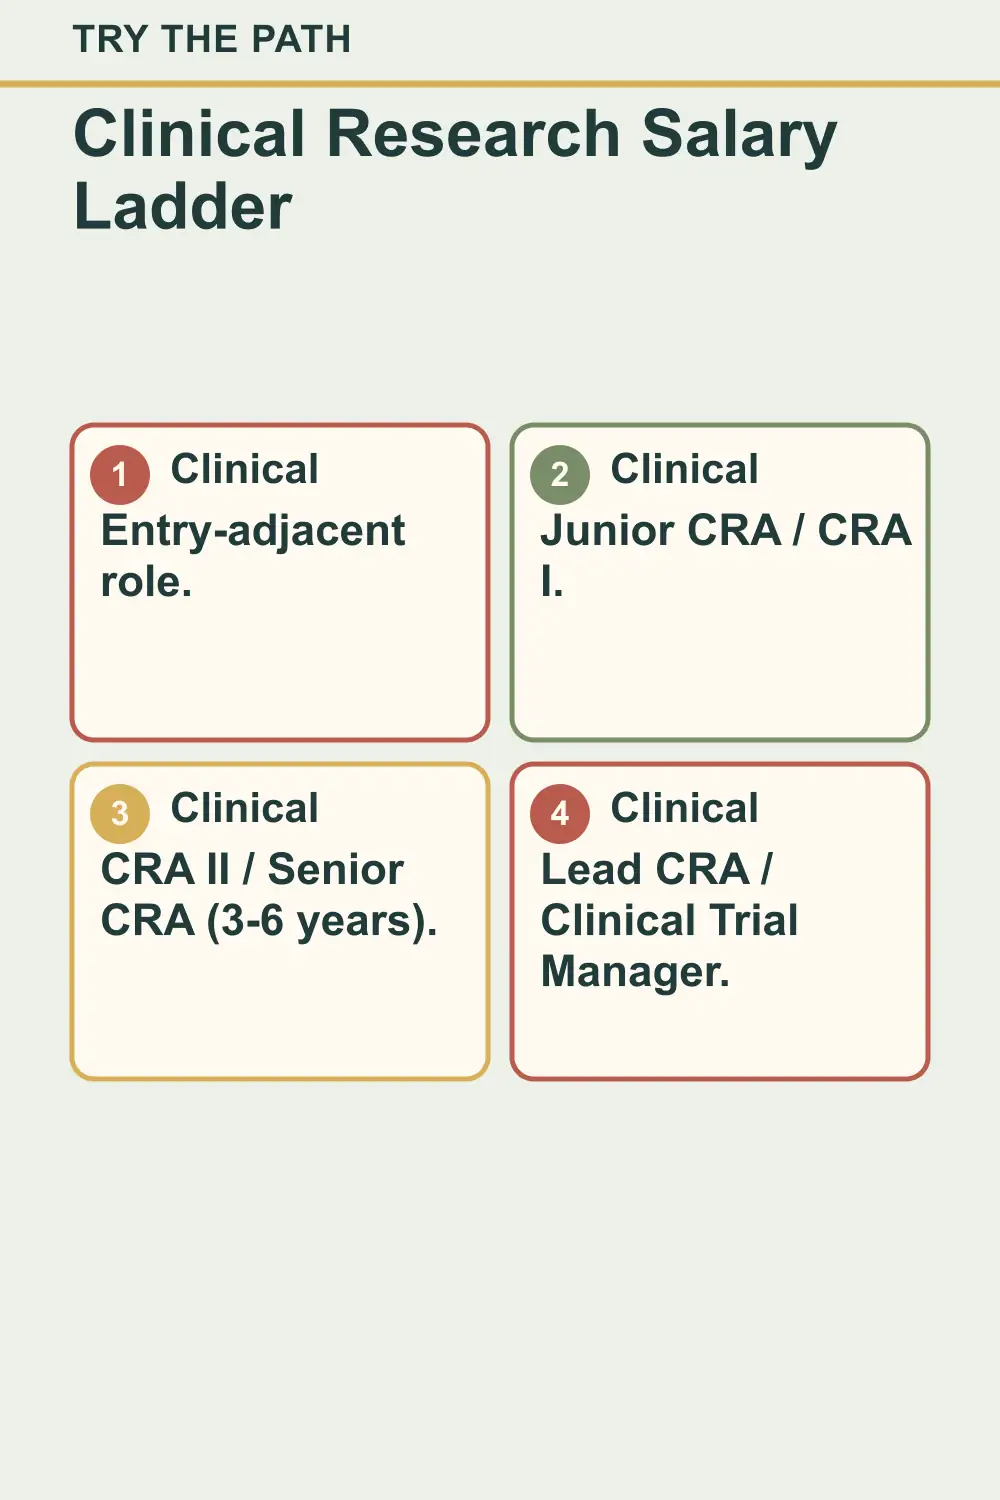 TRY THE PATH
Clinical Research Salary
Ladder
1 Clinical
Entry-adjacent
role.
2 Clinical
Junior CRA / CRA
I.
3 Clinical
CRA II / Senior
CRA (3-6 years).
4 Clinical
Lead CRA /
Clinical Trial
Manager.